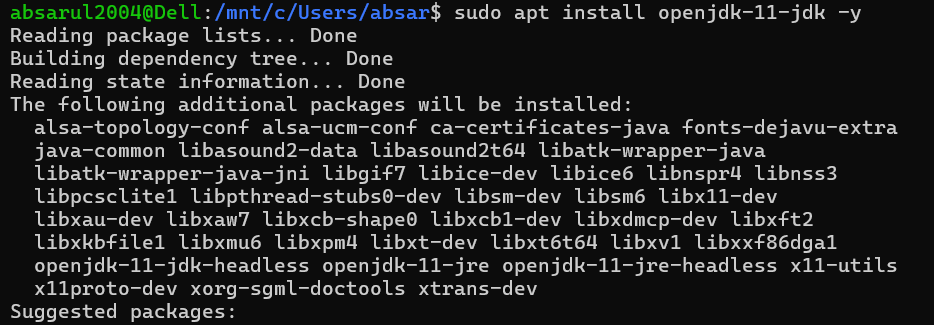 absarul2004@Dell:/mnt/c/Users/absar$ sudo apt install openjdk-11-jdk -y
Reading package lists... Done
Building dependency tree... Done
Reading state information... Done
The following additional packages will be installed:
  alsa-topology-conf alsa-ucm-conf ca-certificates-java fonts-dejavu-extra
  java-common libasound2-data libasound2t64 libatk-wrapper-java
  libatk-wrapper-java-jni libgif7 libice-dev libice6 libnspr4 libnss3
  libpcsclite1 libpthread-stubs0-dev libsm-dev libsm6 libx11-dev
  libxau-dev libxaw7 libxcb-shape0 libxcb1-dev libxdmcp-dev libxft2
  libxkbfile1 libxmu6 libxpm4 libxt-dev libxt6t64 libxv1 libxxf86dga1
  openjdk-11-jdk-headless openjdk-11-jre openjdk-11-jre-headless x11-utils
  x11proto-dev xorg-sgml-doctools xtrans-dev
Suggested packages: